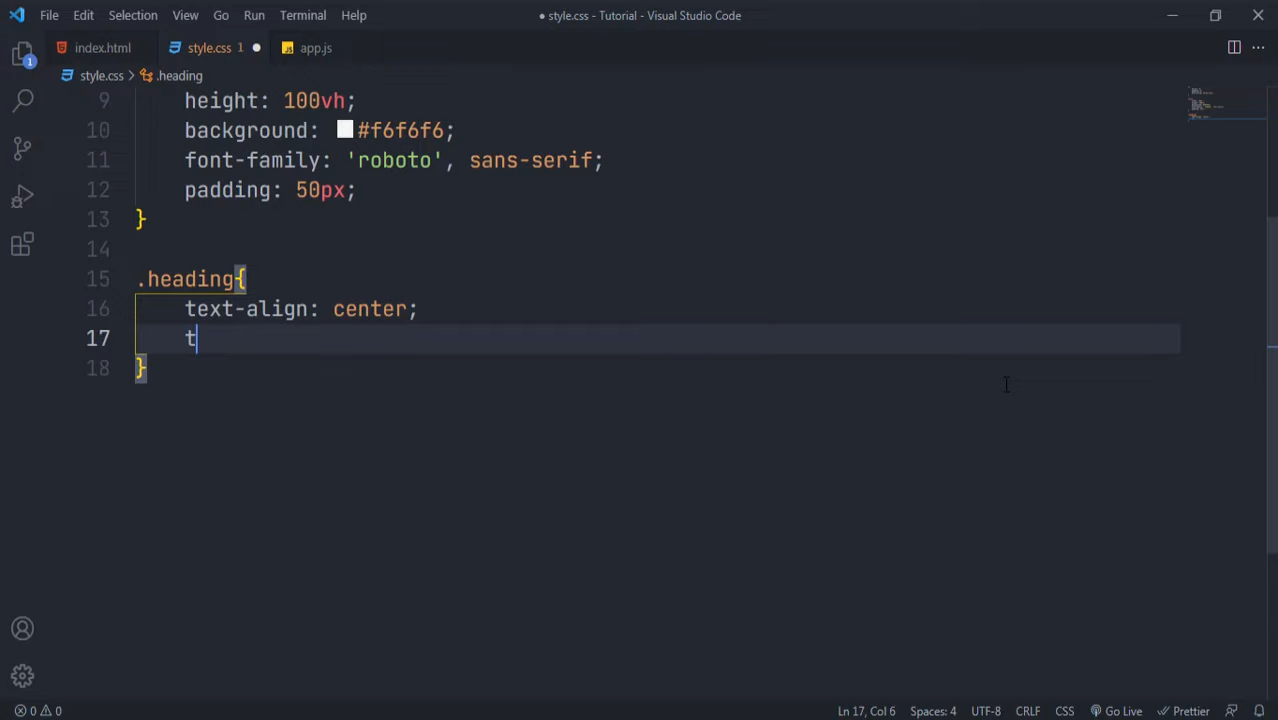 File Edit Selection View Go Run Terminal Help ● style.css - Tutorial - Visual Studio Code
index.html style.css 1 JS app.js
style.css > .heading
1
9 height: 100vh;
10 background: #f6f6f6;
11 font-family: 'roboto', sans-serif;
12 padding: 50px;
13 }
14
15 .heading{
16 text-align: center;
17 t
18 }
0 0 Ln 17, Col 6 Spaces: 4 UTF-8 CRLF CSS Go Live Prettier